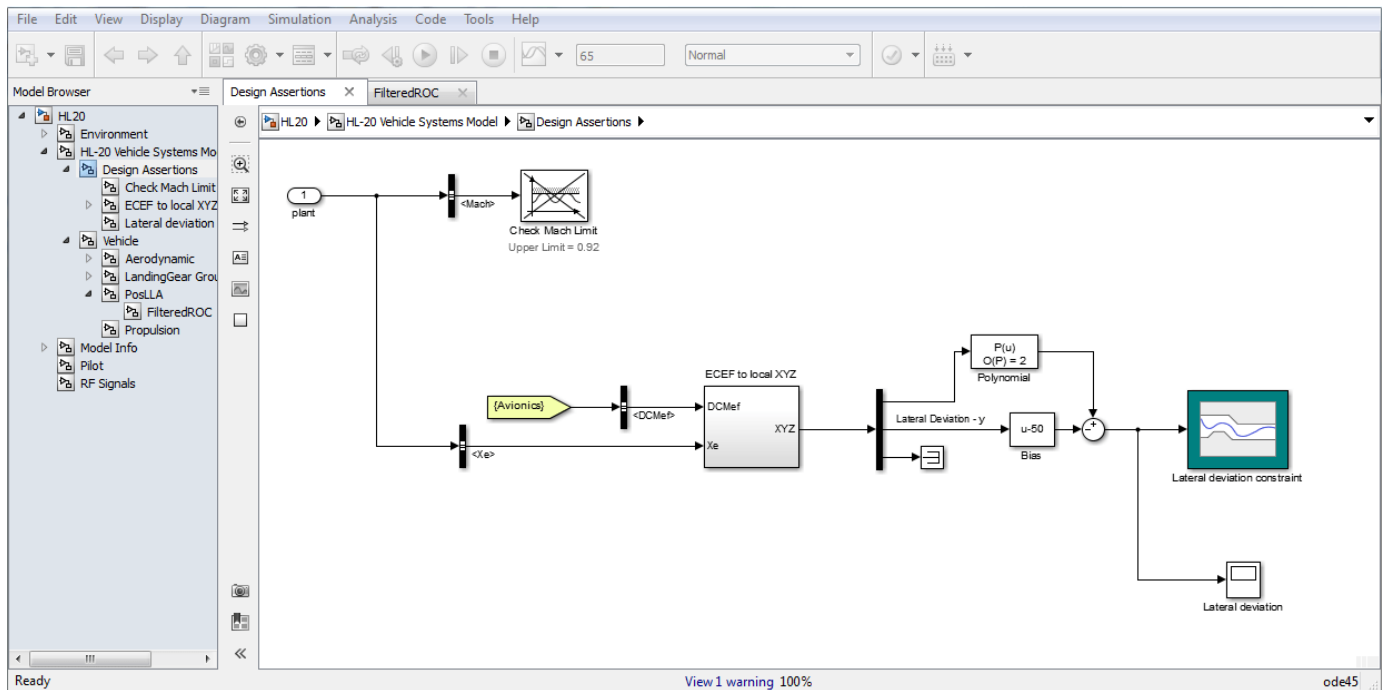 File Edit View Display Diagram Simulation Analysis Code Tools Help
65 Normal
Model Browser
Design Assertions
FilteredROC
HL20
Environment
HL-20 Vehicle Systems Mo
Design Assertions
Check Mach Limit
ECEF to local XYZ
Lateral deviation
Vehicle
Aerodynamic
LandingGear Grou
PosLLA
FilteredROC
Propulsion
Model Info
Pilot
RF Signals
HL20 HL-20 Vehicle Systems Model Design Assertions
1
plant
<Mach>
Check Mach Limit
Upper Limit = 0.92
{Avionics}
<DCMef>
<Xe>
ECEF to local XYZ
DCMef
XYZ
Xe
P(u)
O(P) = 2
Polynomial
Lateral Deviation - y
u-50
Bias
Lateral deviation constraint
Lateral deviation
Ready
View 1 warning 100%
ode45